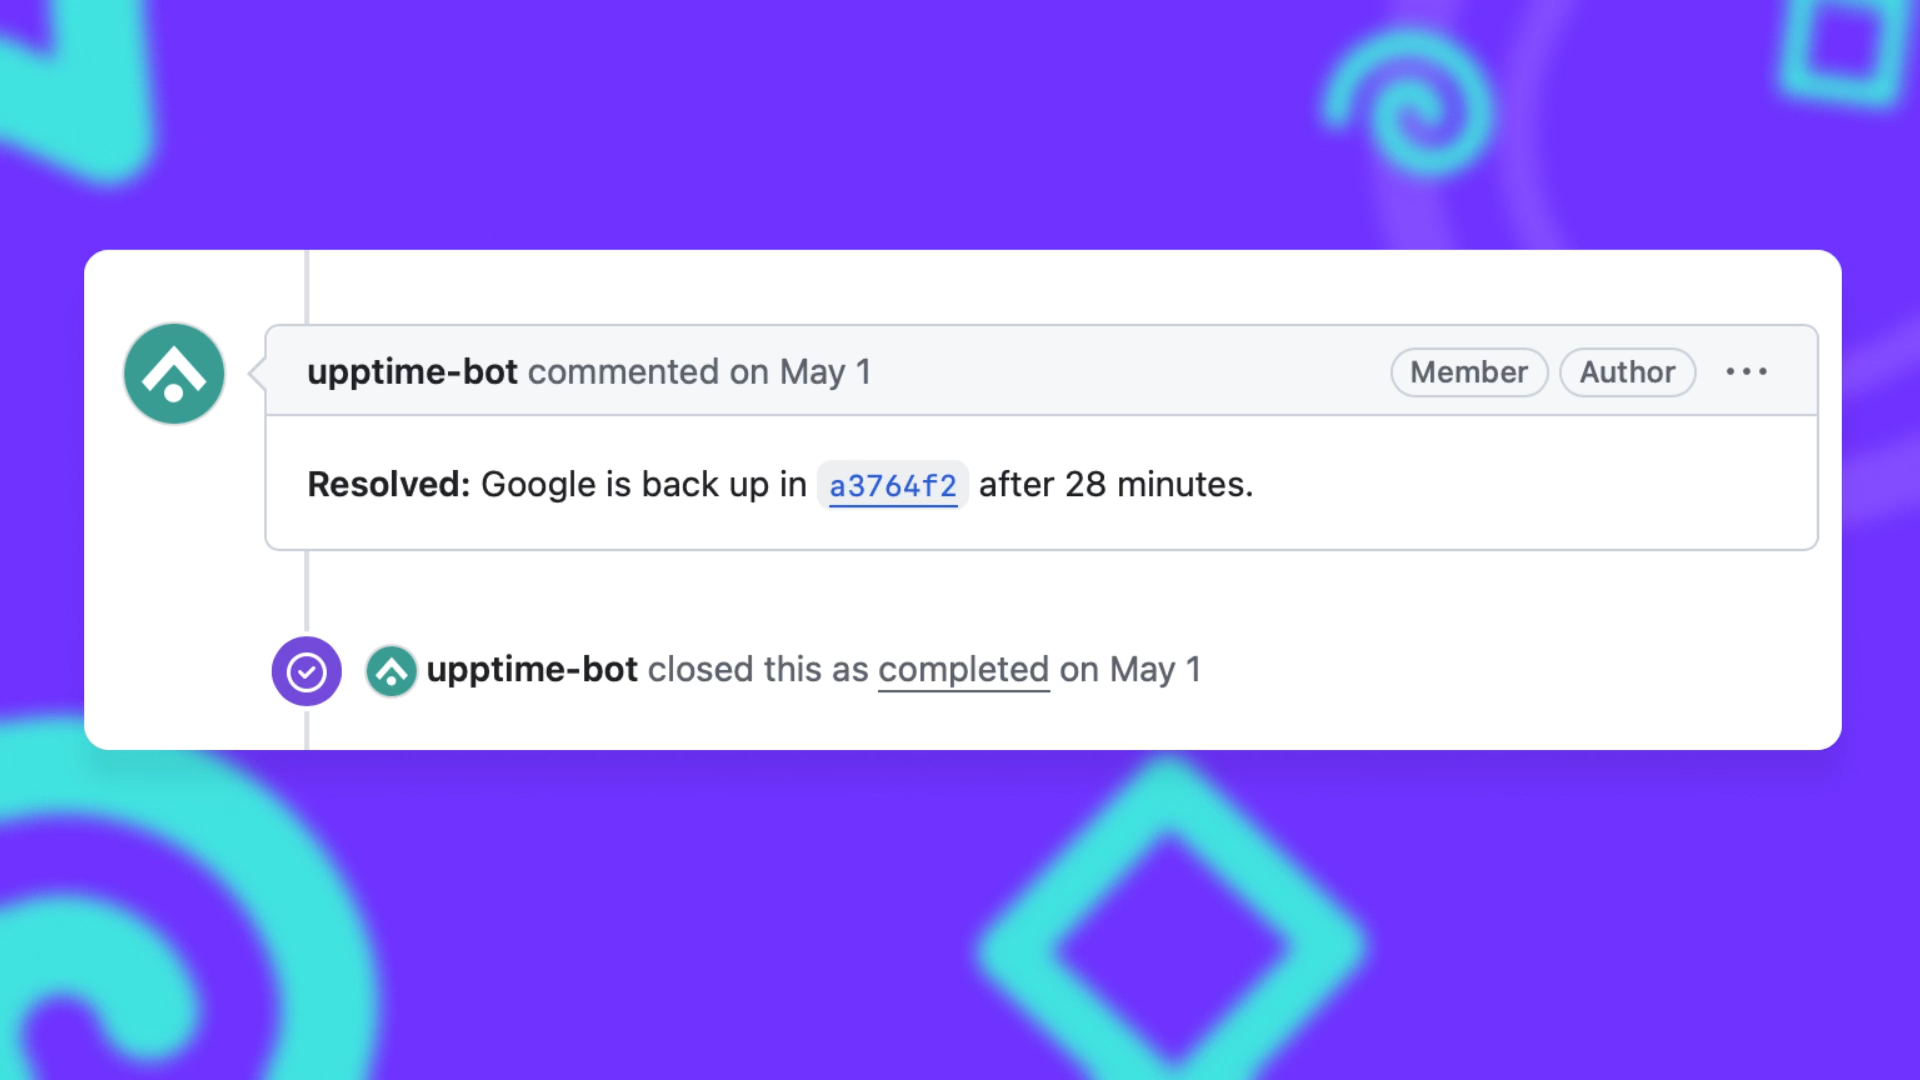 upptime-bot commented on May 1
Member
Author
Resolved: Google is back up in a3764f2 after 28 minutes.
upptime-bot closed this as completed on May 1